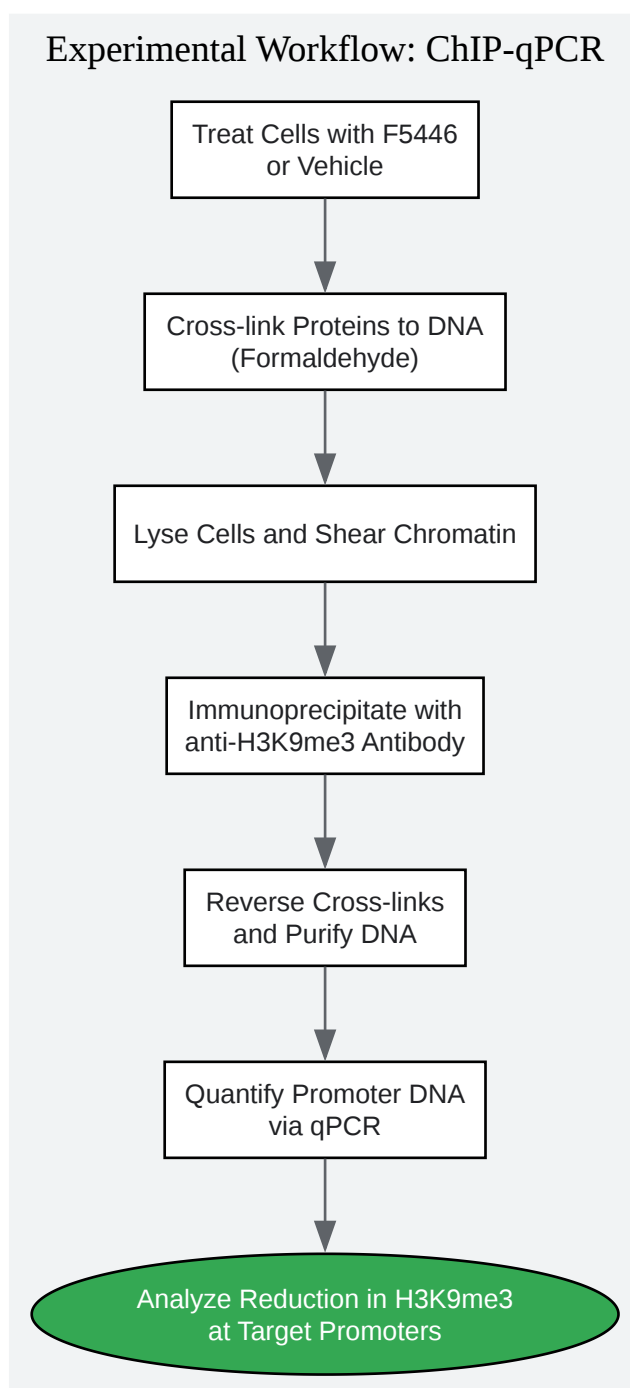 Experimental Workflow: ChIP-qPCR
Treat Cells with F5446
or Vehicle
Cross-link Proteins to DNA
(Formaldehyde)
Lyse Cells and Shear Chromatin
Immunoprecipitate with
anti-H3K9me3 Antibody
Reverse Cross-links
and Purify DNA
Quantify Promoter DNA
via qPCR
Analyze Reduction in H3K9me3
at Target Promoters